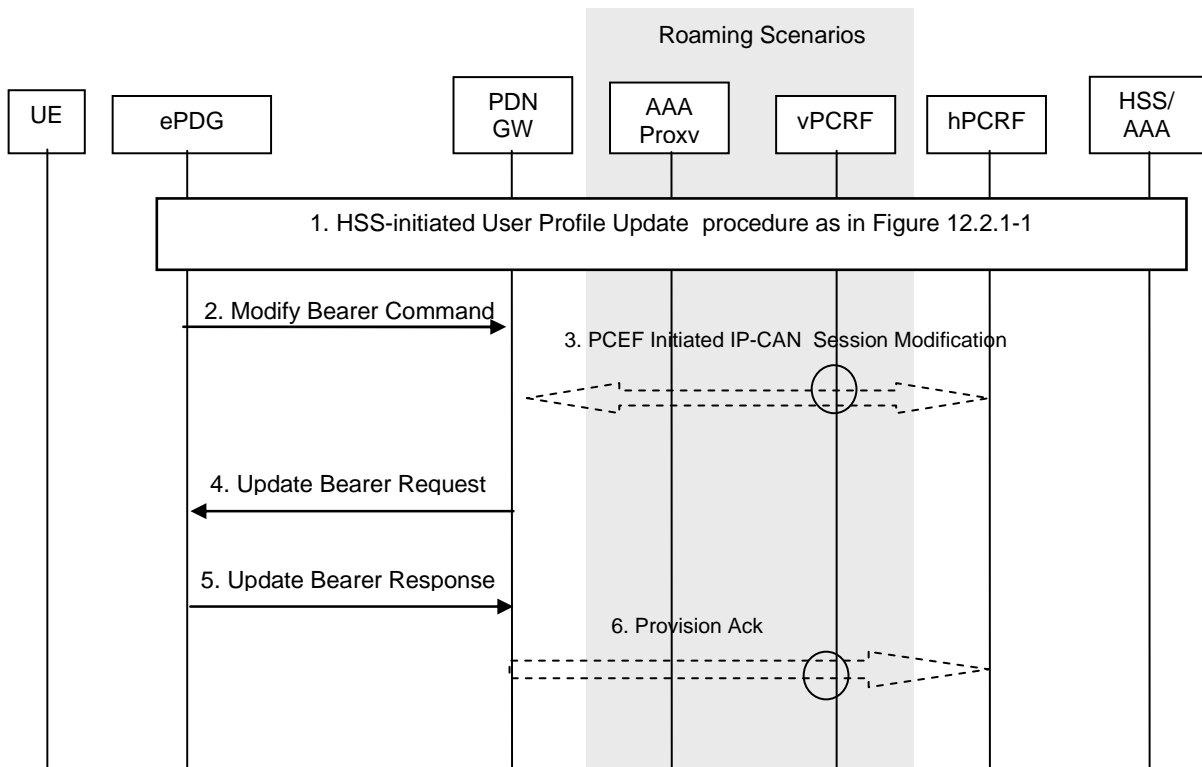 Roaming Scenarios
UE
ePDG
PDN
GW
AAA
Proxv
vPCRF
hPCRF
HSS/
AAA
1. HSS-initiated User Profile Update procedure as in Figure 12.2.1-1
2. Modify Bearer Command
3. PCEF Initiated IP-CAN Session Modification
4. Update Bearer Request
5. Update Bearer Response
6. Provision Ack